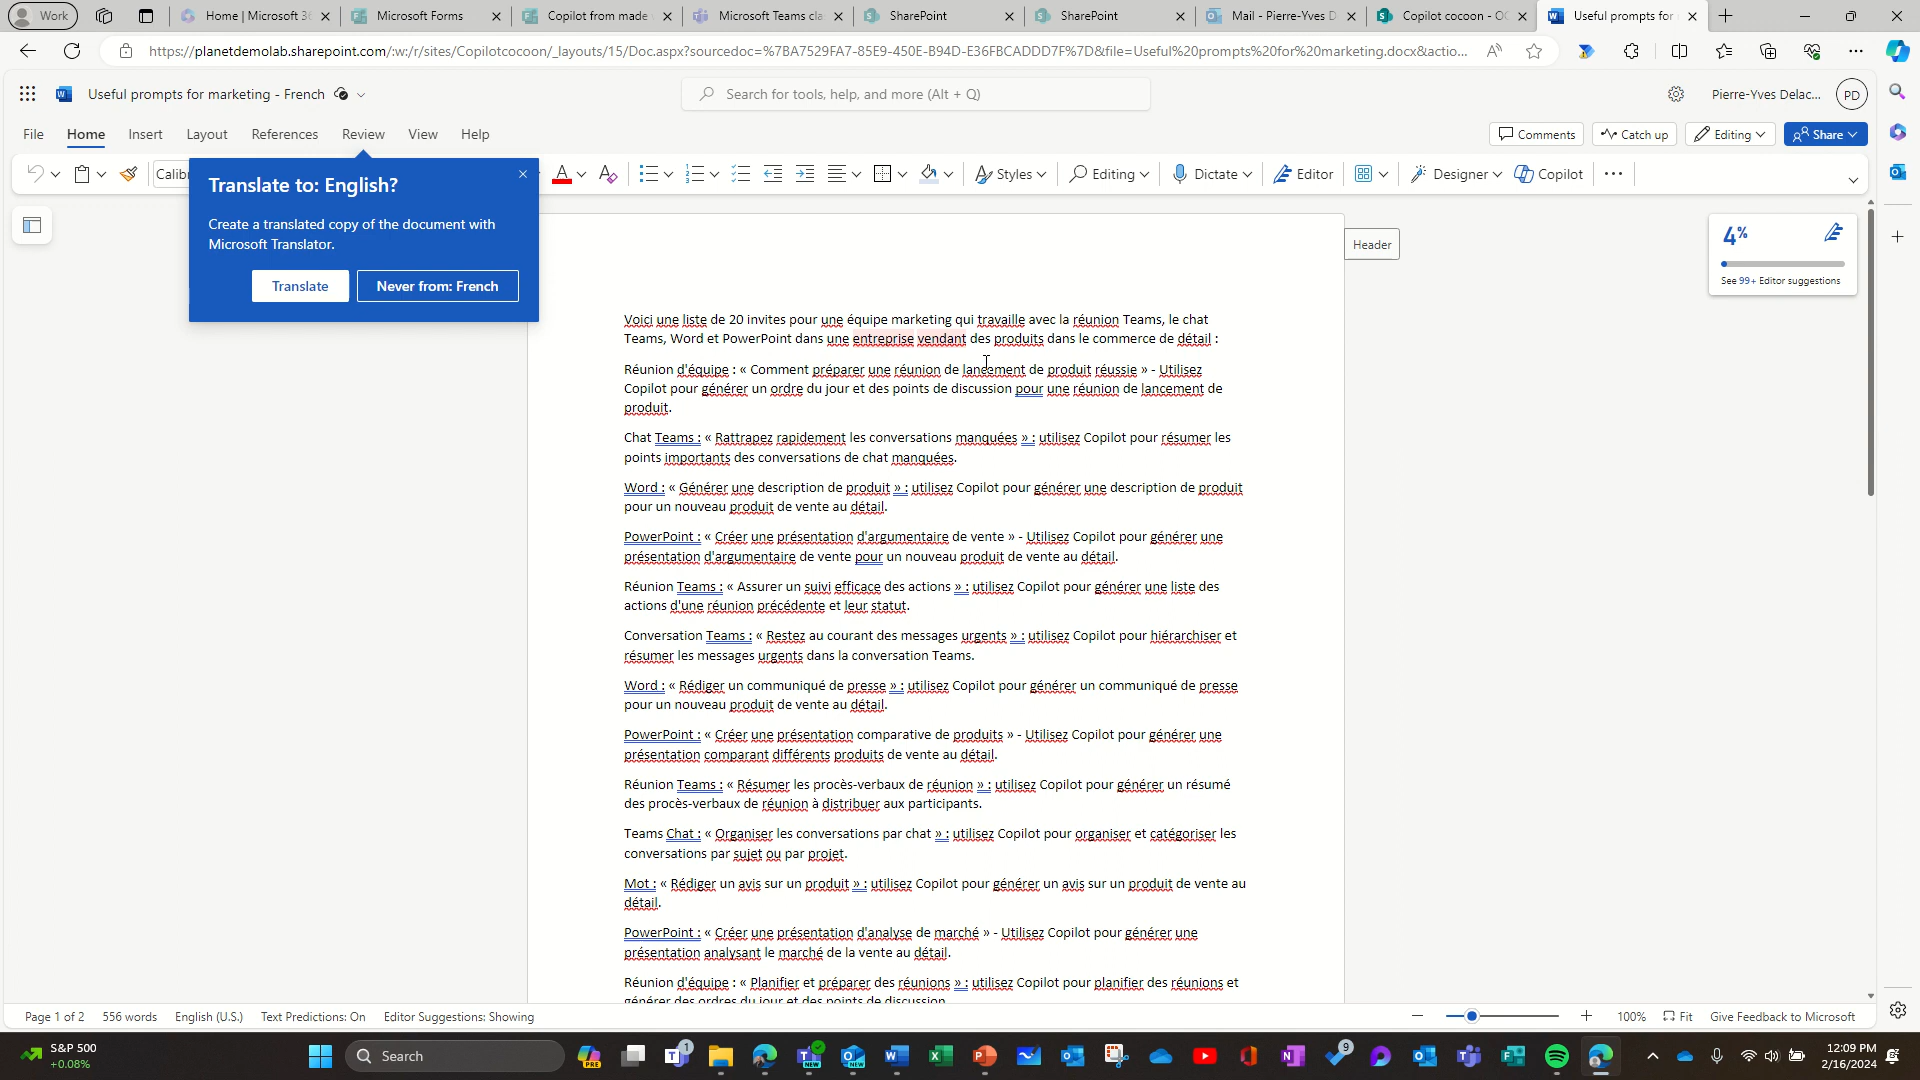 Work
Home | Microsoft 36
Microsoft Forms
Copilot from made
Microsoft Teams cla
SharePoint
SharePoint
Mail - Pierre-Yves D
Copilot cocoon - OC
Useful prompts for
https://planetdemolab.sharepoint.com/:w:/r/sites/Copilotcocoon/_layouts/15/Doc.aspx?sourcedoc=%7BA7529FA7-85E9-450E-B94D-E36FBCADDD7F%7D&file=Useful%20prompts%20for%20marketing.docx&actio...
Useful prompts for marketing - French
Search for tools, help, and more (Alt + Q)
Pierre-Yves Delac...
PD
File Home Insert Layout References Review View Help
Comments Catch up Editing Share
Calibri
Styles Editing Dictate Editor Designer Copilot
Translate to: English?
Create a translated copy of the document with
Microsoft Translator.
Translate Never from: French
Header
4%
See 99+ Editor suggestions
Voici une liste de 20 invites pour une équipe marketing qui travaille avec la réunion Teams, le chat
Teams, Word et PowerPoint dans une entreprise vendant des produits dans le commerce de détail :
Réunion d'équipe : « Comment préparer une réunion de lancement de produit réussie » - Utilisez
Copilot pour générer un ordre du jour et des points de discussion pour une réunion de lancement de
produit.
Chat Teams : « Rattrapez rapidement les conversations manquées » : utilisez Copilot pour résumer les
points importants des conversations de chat manquées.
Word : « Générer une description de produit » : utilisez Copilot pour générer une description de produit
pour un nouveau produit de vente au détail.
PowerPoint : « Créer une présentation d'argumentaire de vente » - Utilisez Copilot pour générer une
présentation d'argumentaire de vente pour un nouveau produit de vente au détail.
Réunion Teams : « Assurer un suivi efficace des actions » : utilisez Copilot pour générer une liste des
actions d'une réunion précédente et leur statut.
Conversation Teams : « Restez au courant des messages urgents » : utilisez Copilot pour hiérarchiser et
résumer les messages urgents dans la conversation Teams.
Word : « Rédiger un communiqué de presse » : utilisez Copilot pour générer un communiqué de presse
pour un nouveau produit de vente au détail.
PowerPoint : « Créer une présentation comparative de produits » - Utilisez Copilot pour générer une
présentation comparant différents produits de vente au détail.
Réunion Teams : « Résumer les procès-verbaux de réunion » : utilisez Copilot pour générer un résumé
des procès-verbaux de réunion à distribuer aux participants.
Teams Chat : « Organiser les conversations par chat » : utilisez Copilot pour organiser et catégoriser les
conversations par sujet ou par projet.
Mot : « Rédiger un avis sur un produit » : utilisez Copilot pour générer un avis sur un produit de vente au
détail.
PowerPoint : « Créer une présentation d'analyse de marché » - Utilisez Copilot pour générer une
présentation analysant le marché de la vente au détail.
Réunion d'équipe : « Planifier et préparer des réunions » : utilisez Copilot pour planifier des réunions et
générer des ordres du jour et des points de discussion
Page 1 of 2 556 words English (U.S.) Text Predictions: On Editor Suggestions: Showing
100% Fit Give Feedback to Microsoft
S&P 500
+0.08%
Search
PRE
1
NEW
NEW
9
12:09 PM
2/16/2024